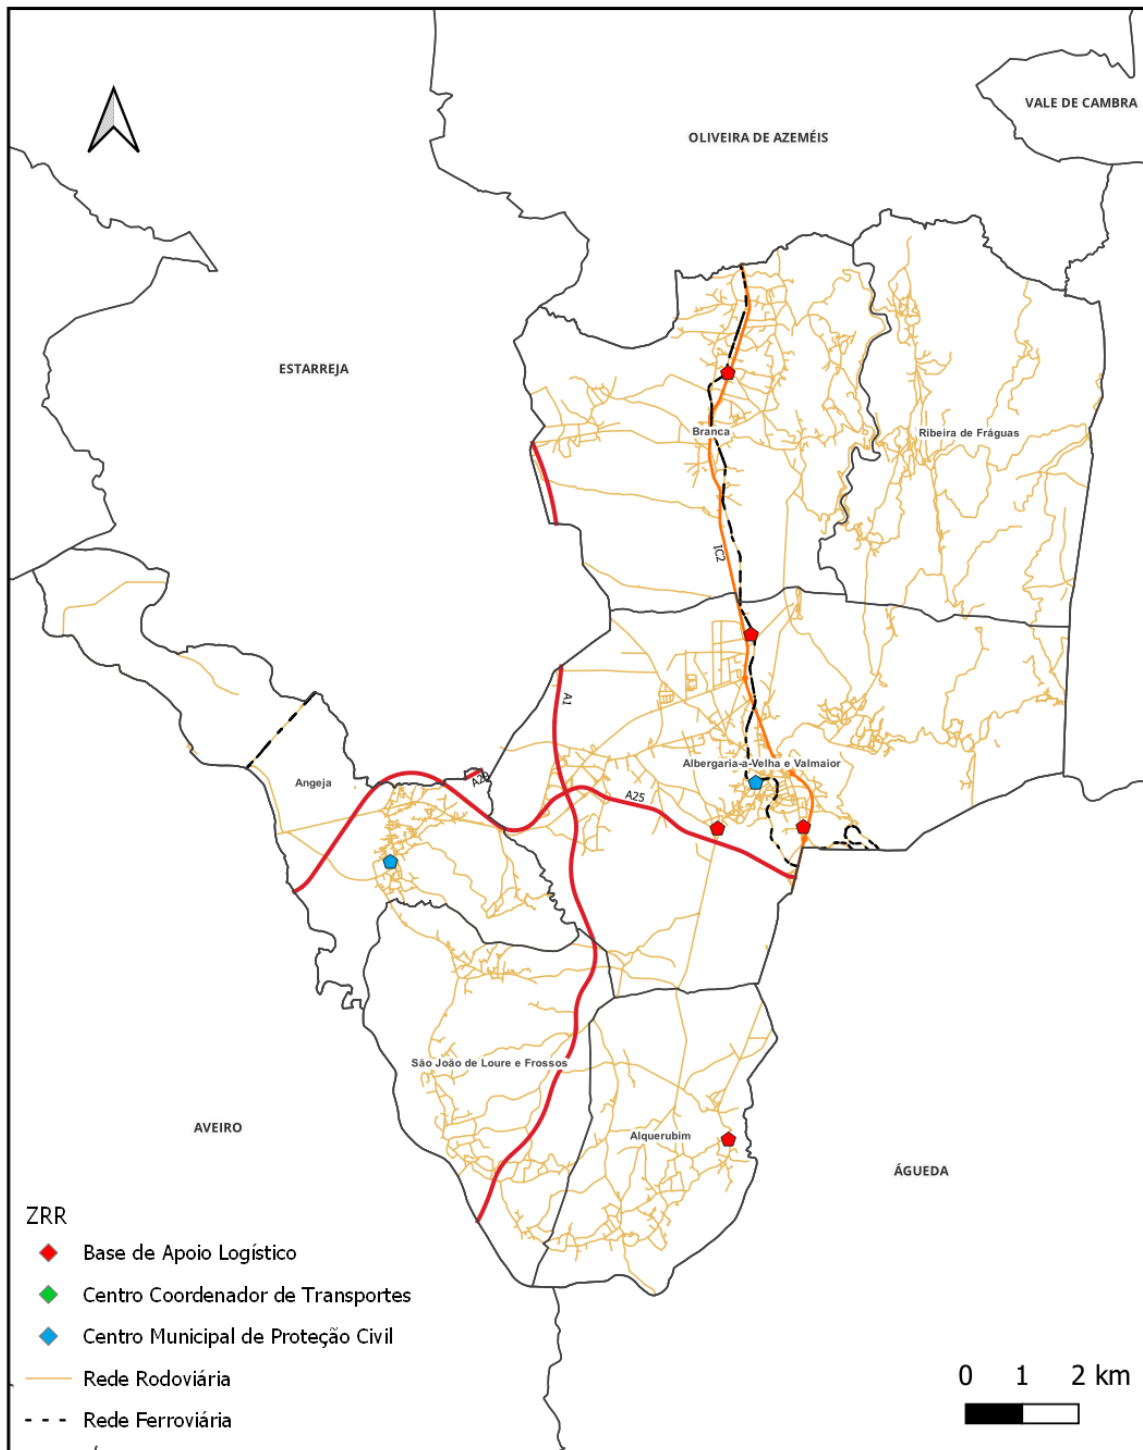 VALE DE CAMBRA
OLIVEIRA DE AZEMÉIS
ESTARREJA
Branca
Ribeira de Fráguas
IC2
A1
Albergaria-a-Velha e Valmaior
Angeja
A29
A25
São João de Loure e Frossos
AVEIRO
Alquerubim
ÁGUEDA
ZRR
Base de Apoio Logístico
Centro Coordenador de Transportes
Centro Municipal de Proteção Civil
Rede Rodoviária
Rede Ferroviária
0 1 2 km